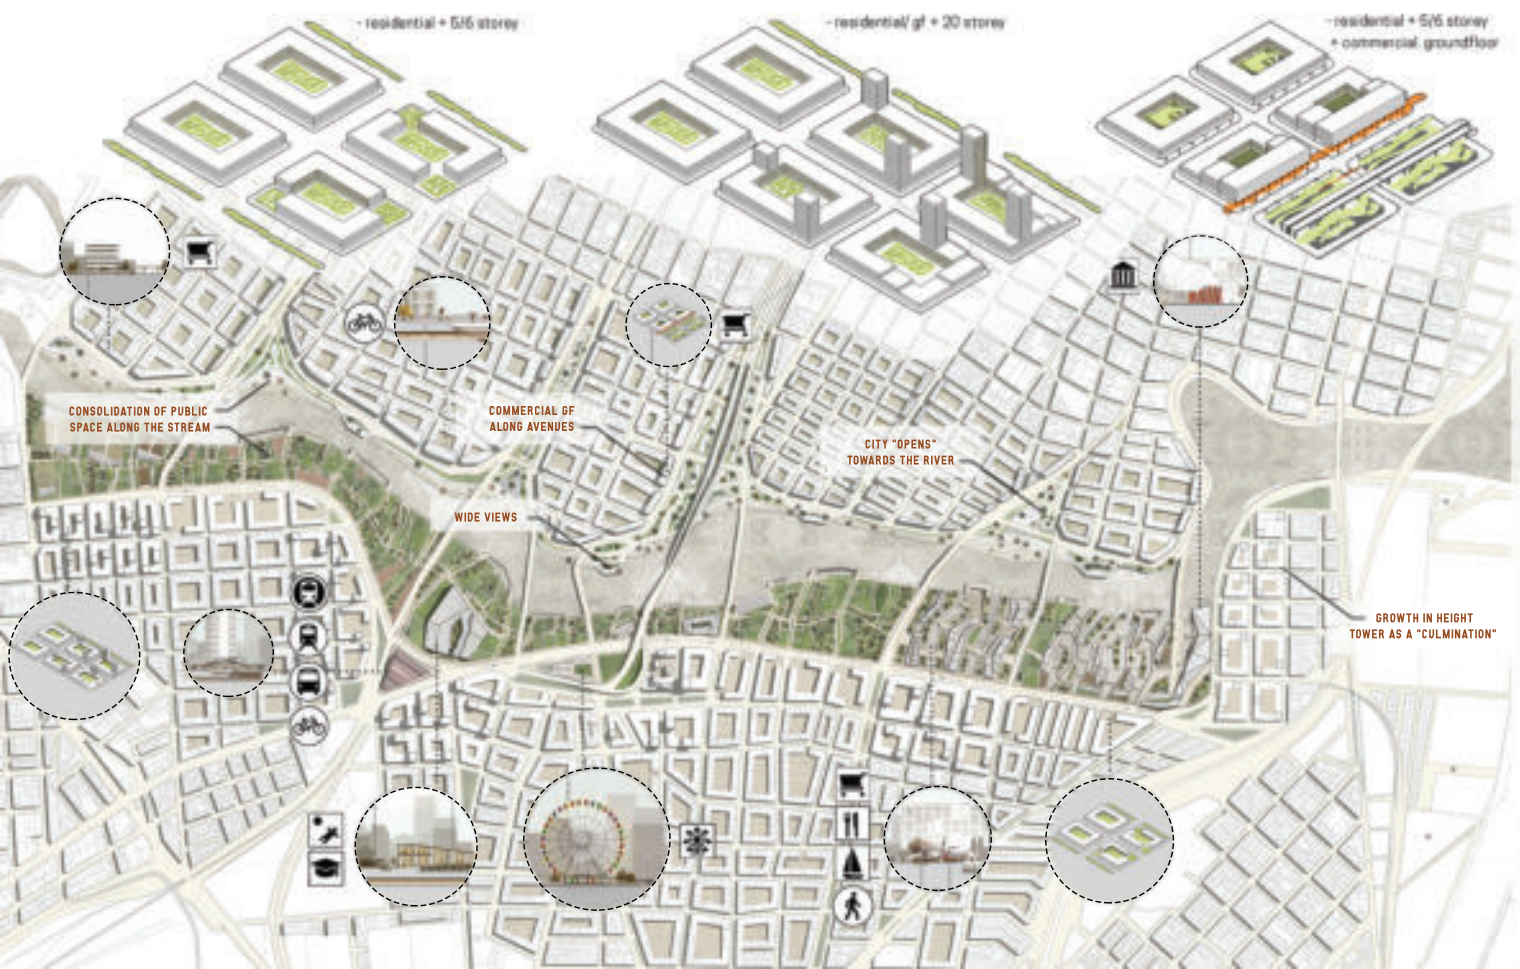 - residential + 5/6 storey
- residential/ gf + 20 storey
- residential + 5/6 storey
+ commercial groundfloor
CONSOLIDATION OF PUBLIC
SPACE ALONG THE STREAM
COMMERCIAL GF
ALONG AVENUES
CITY "OPENS"
TOWARDS THE RIVER
WIDE VIEWS
GROWTH IN HEIGHT
TOWER AS A "CULMINATION"